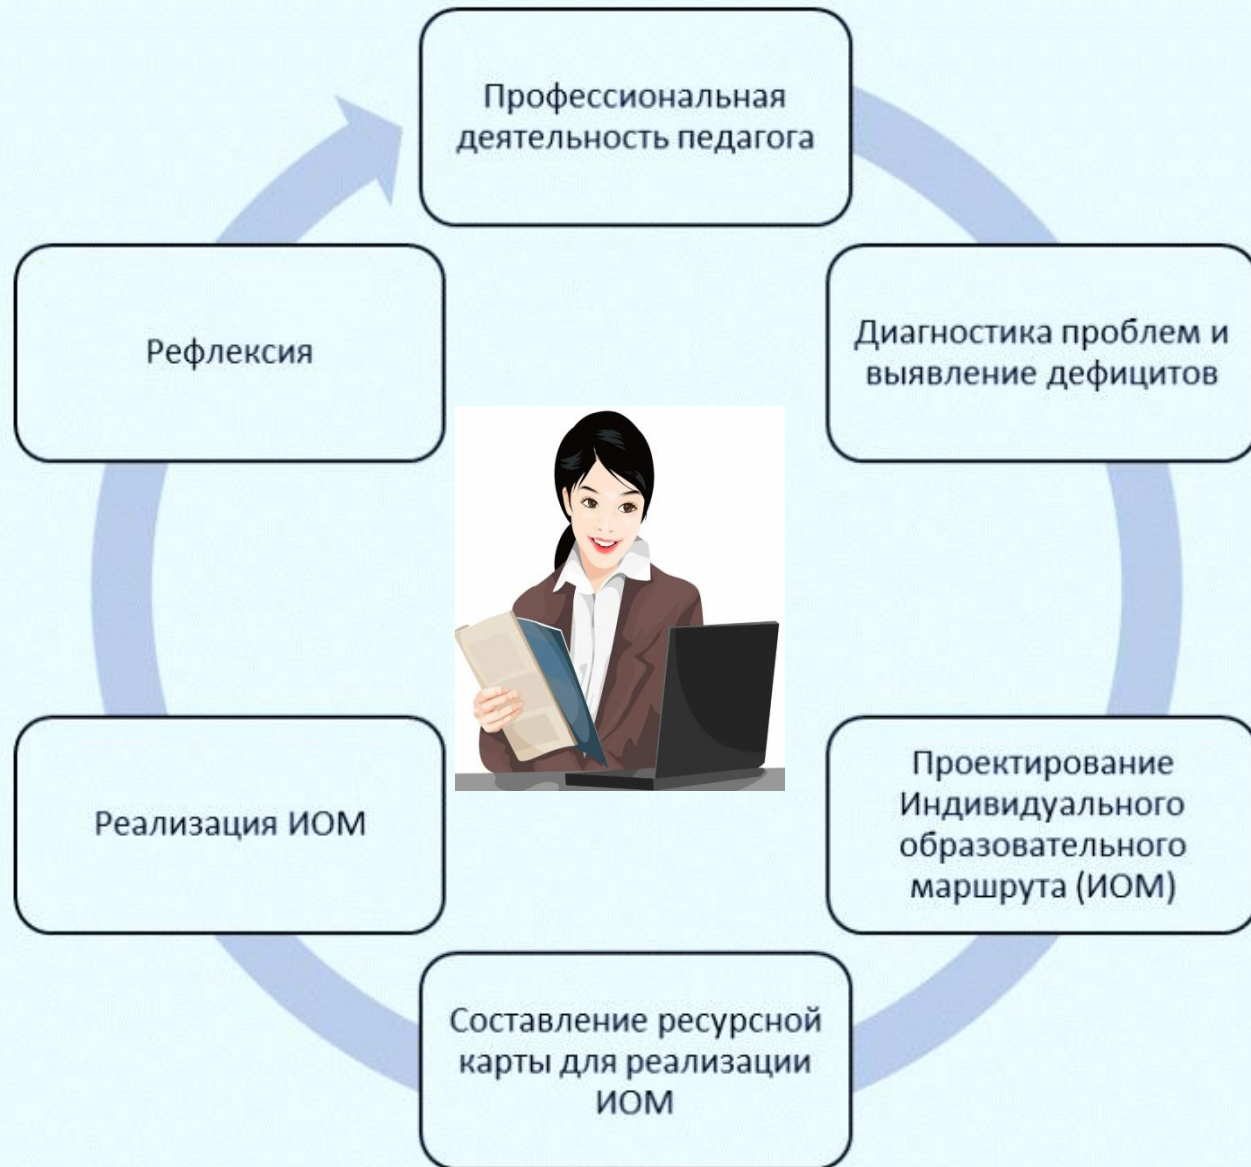 Профессиональная
деятельность педагога
Диагностика проблем и
выявление дефицитов
Проектирование
Индивидуального
образовательного
маршрута (ИОМ)
Составление ресурсной
карты для реализации
ИОМ
Реализация ИОМ
Рефлексия